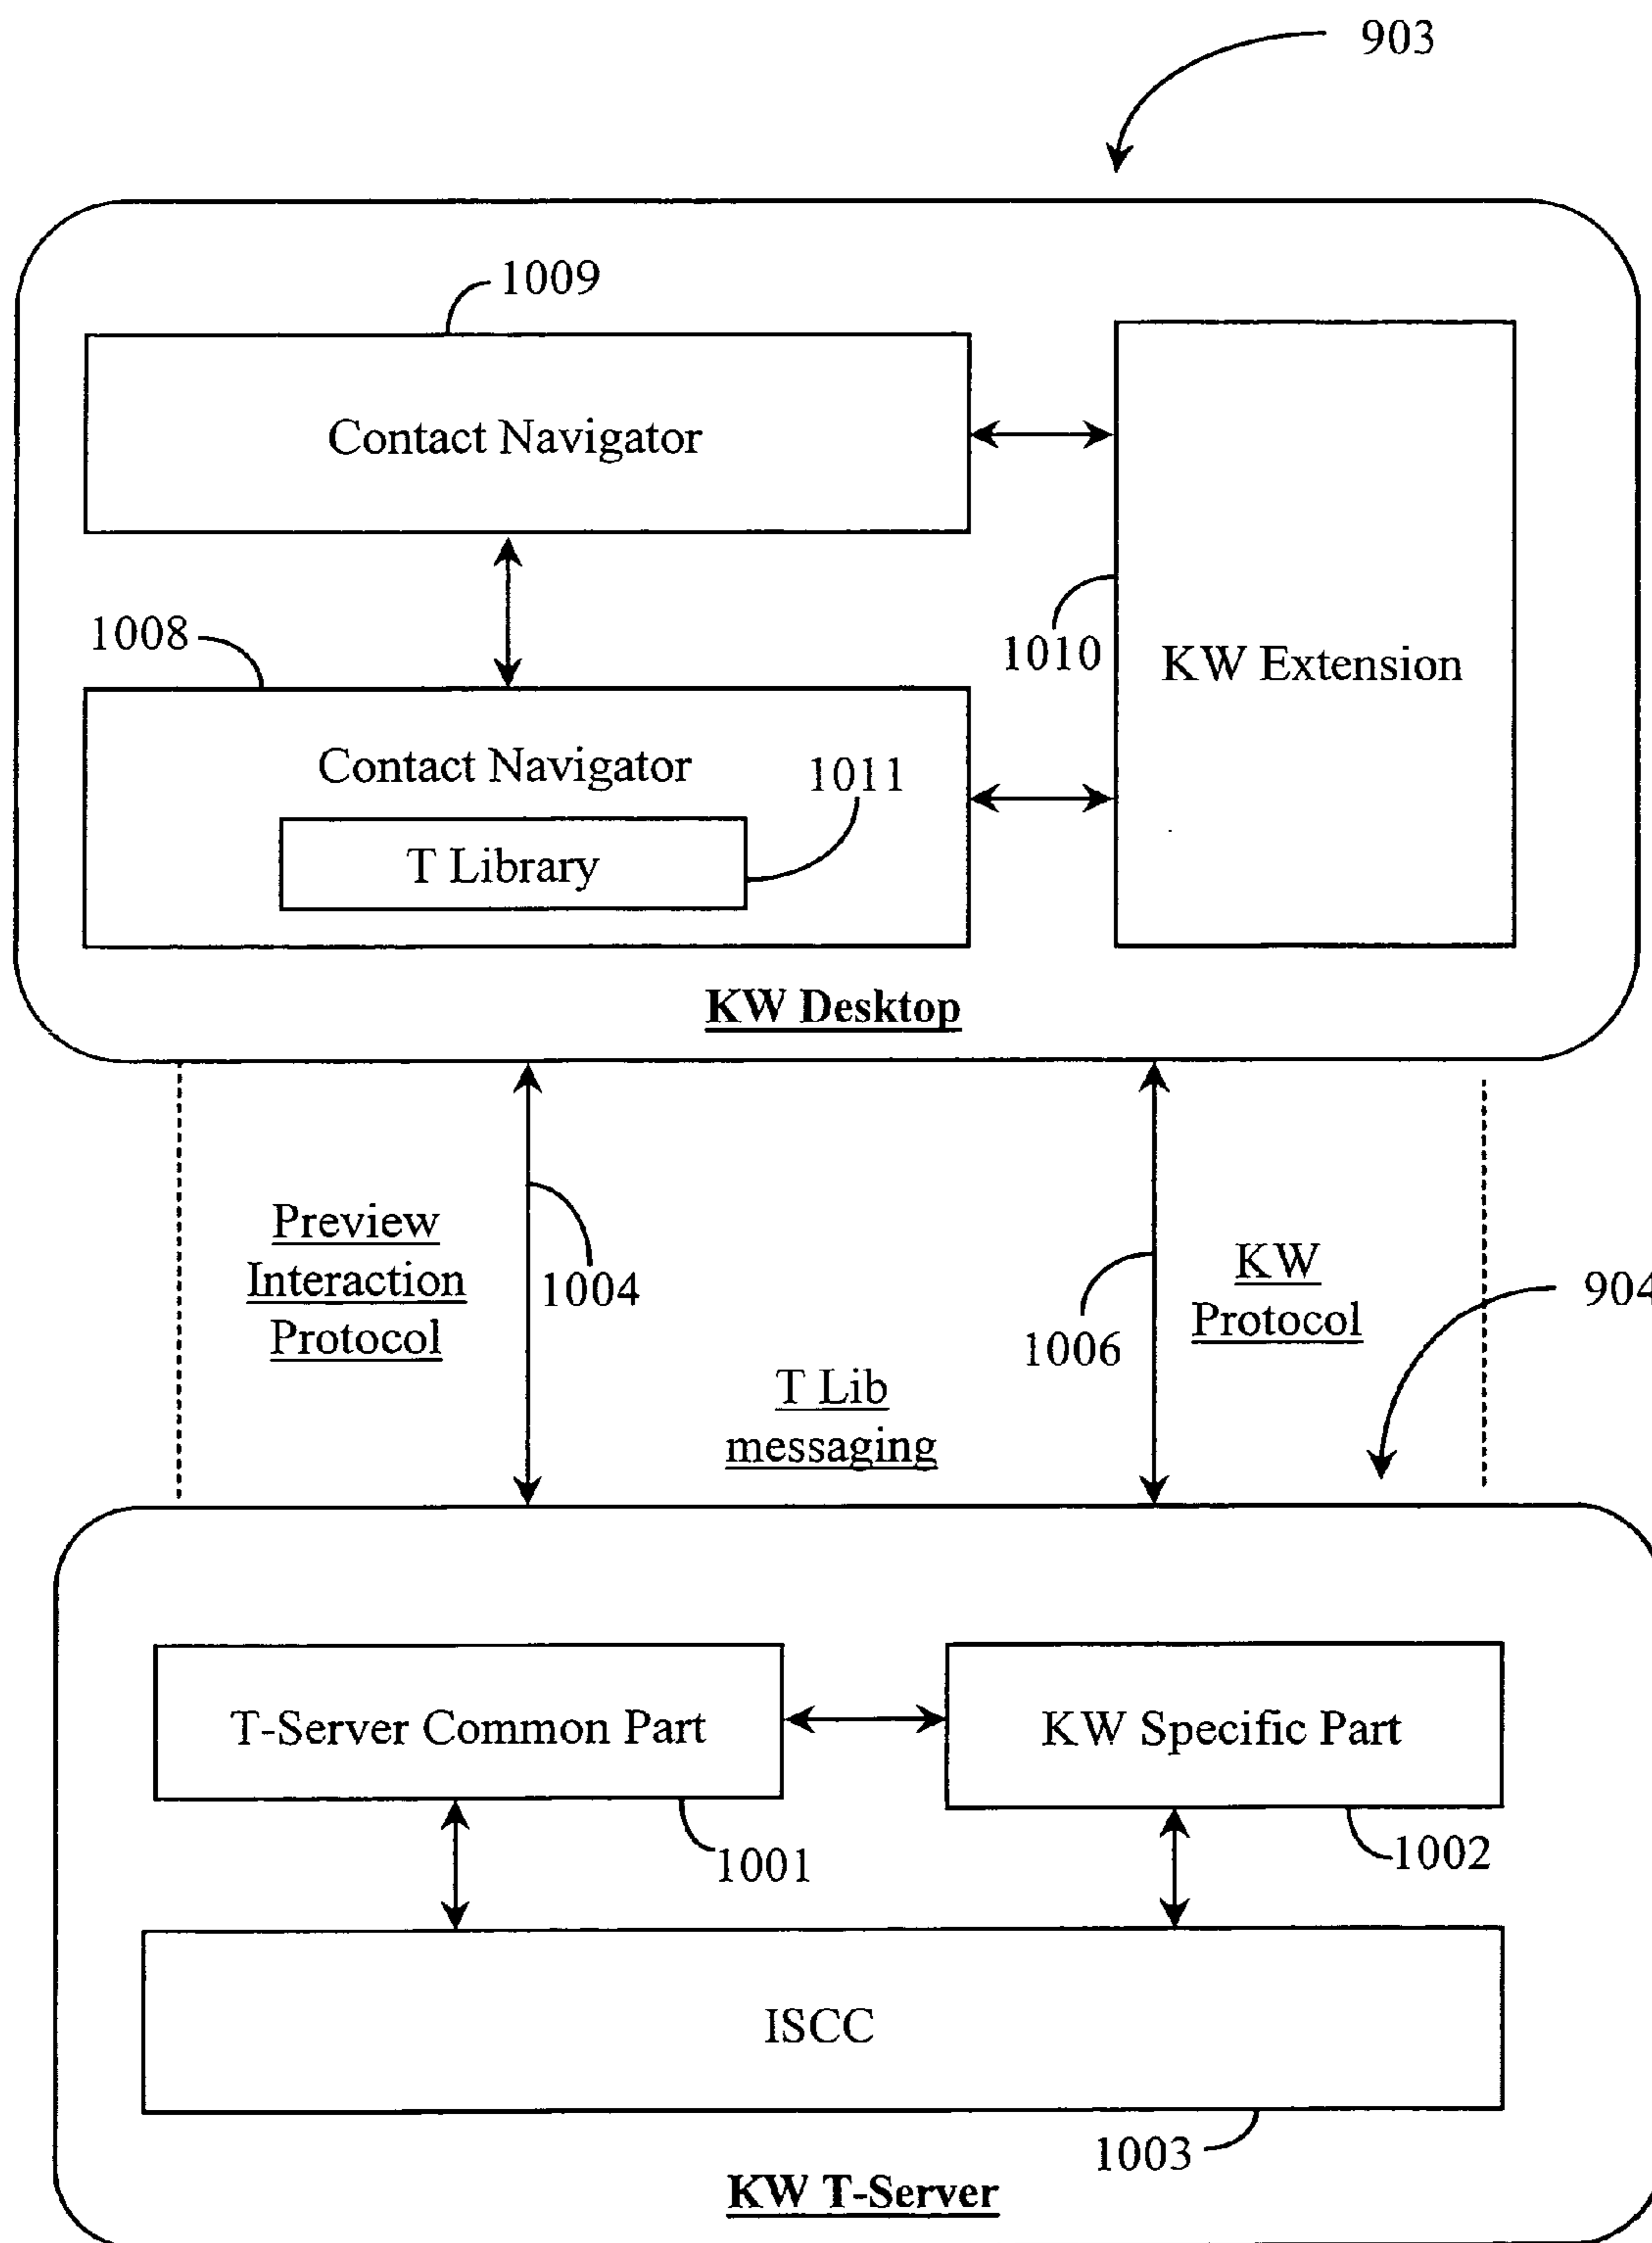 903
1009
Contact Navigator
1008
1010
KW Extension
Contact Navigator
1011
T Library
KW Desktop
Preview
Interaction
Protocol
1004
1006
KW
Protocol
904
T Lib
messaging
T-Server Common Part
KW Specific Part
1001
1002
ISCC
1003
KW T-Server